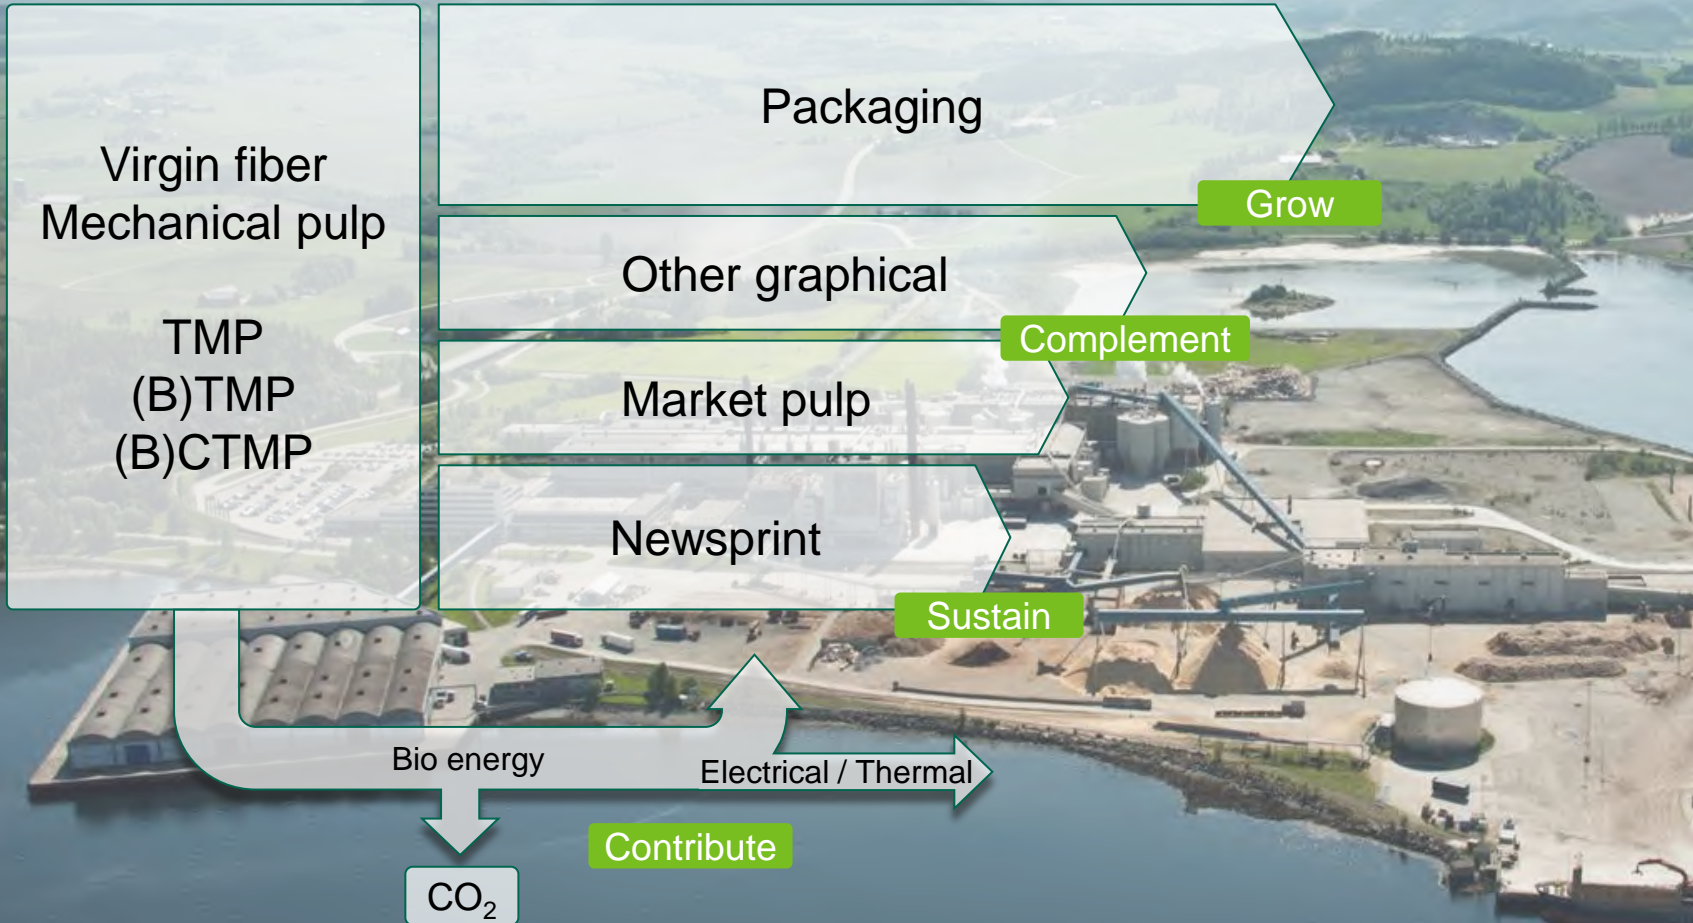 Virgin fiber
Mechanical pulp
TMP
(B)TMP
(B)CTMP
Packaging
Grow
Other graphical
Complement
Market pulp
Newsprint
Sustain
Bio energy
Electrical / Thermal
Contribute
CO₂